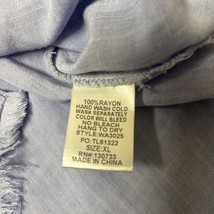 100%RAYON
HAND WASH COLD
WASH SEPARATELY
COLOR WILL BLEED
NO BLEACH
HANG TO DRY
STYLE:WA3025
PO:TL61322
SIZE:XL
RN#:130733
MADE IN CHINA